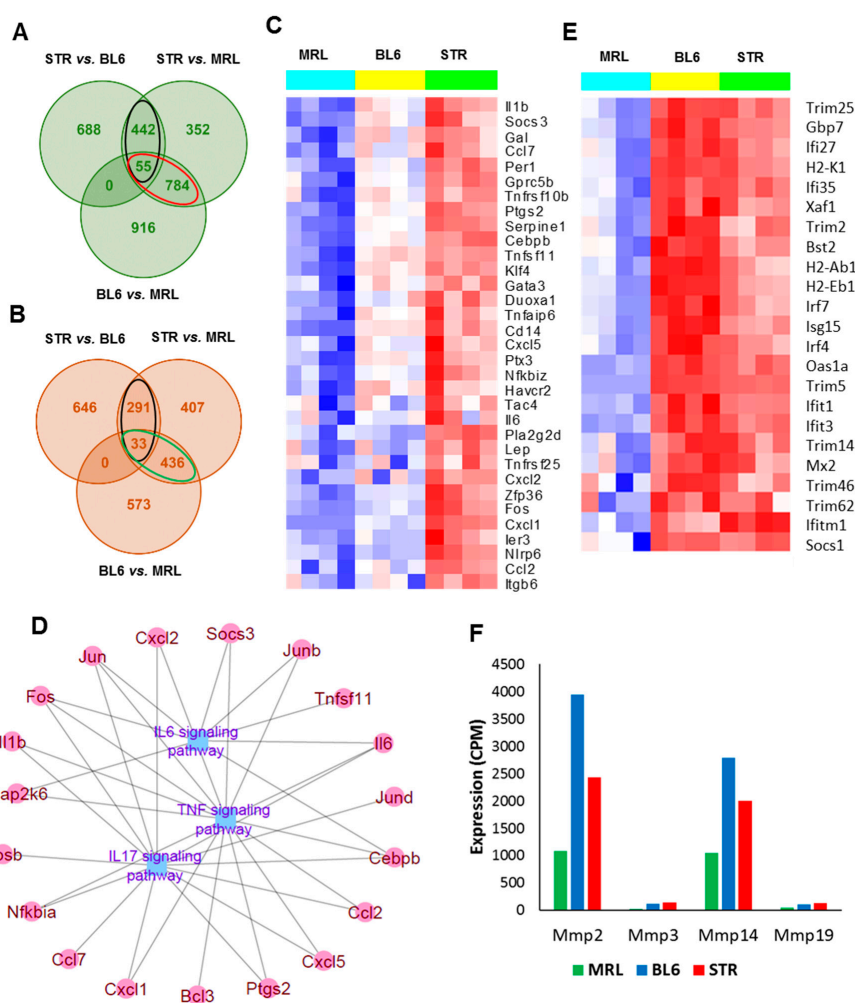 A
STR vs. BL6
STR vs. MRL
688
442
352
55
0
784
916
BL6 vs. MRL
B
STR vs. BL6
STR vs. MRL
646
291
407
33
0
436
573
BL6 vs. MRL
C
MRL
BL6
STR
Il1b
Socs3
Gal
Ccl7
Per1
Gprc5b
Tnfrsf10b
Ptgs2
Serpine1
Cebpb
Tnfsf11
Klf4
Gata3
Duoxa1
Tnfaip6
Cd14
Cxcl5
Ptx3
Nfkbiz
Havcr2
Tac4
Il6
Pla2g2d
Lep
Tnfrsf25
Cxcl2
Zfp36
Fos
Cxcl1
Ier3
Nlrp6
Ccl2
Itgb6
E
MRL
BL6
STR
Trim25
Gbp7
Ifi27
H2-K1
Ifi35
Xaf1
Trim2
Bst2
H2-Ab1
H2-Eb1
Irf7
Isg15
Irf4
Oas1a
Trim5
Ifit1
Ifit3
Trim14
Mx2
Trim46
Trim62
Ifitm1
Socs1
D
Cxcl2
Socs3
Jun
Junb
Fos
Tnfsf11
Il1b
IL6 signaling
pathway
Il6
ap2k6
TNF signaling
pathway
Jund
osb
IL17 signaling
pathway
Cebpb
Nfkbia
Ccl2
Ccl7
Cxcl5
Cxcl1
Bcl3
Ptgs2
F
Expression (CPM)
4500
4000
3500
3000
2500
2000
1500
1000
500
0
Mmp2
Mmp3
Mmp14
Mmp19
MRL
BL6
STR